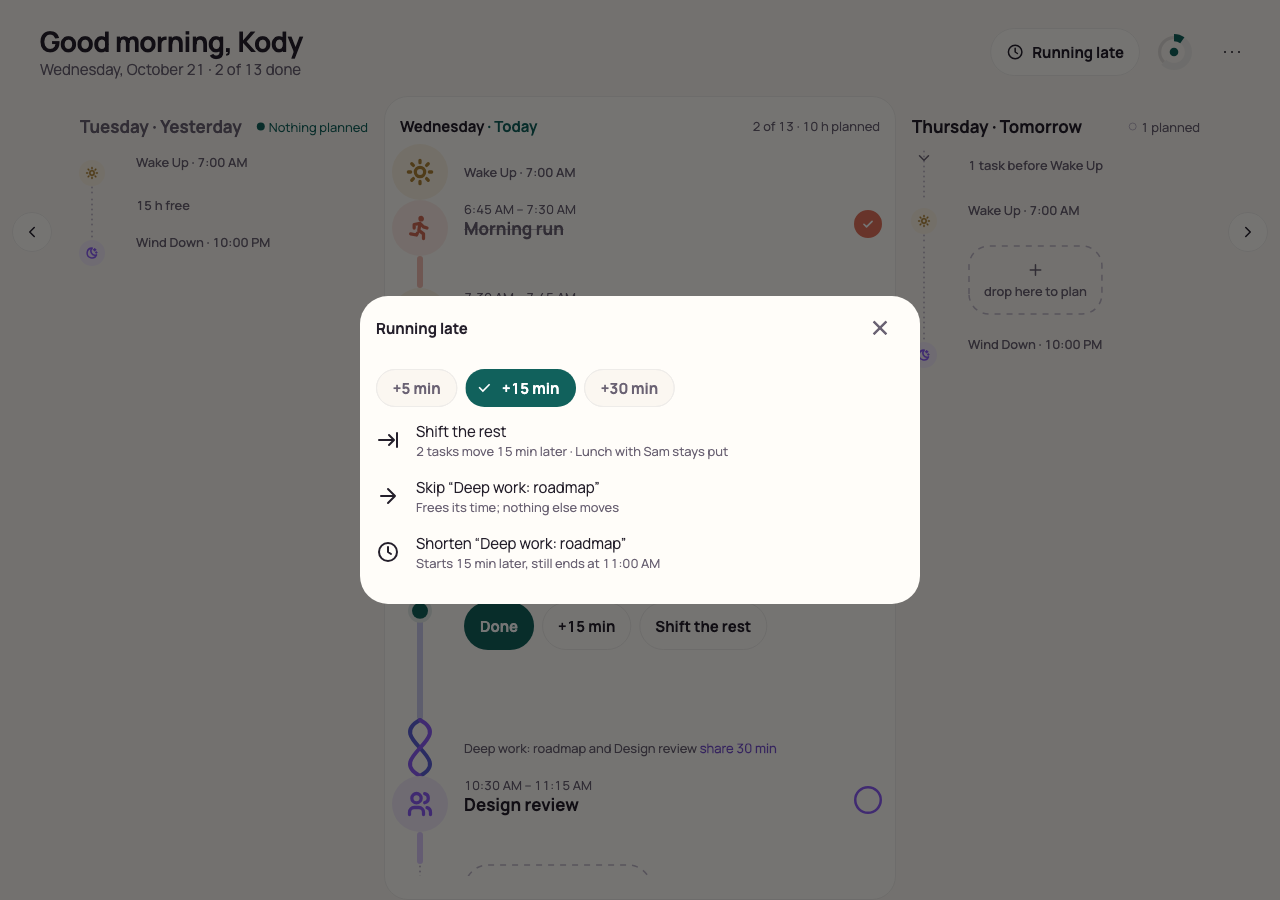 Good morning, Kody
Wednesday, October 21 · 2 of 13 done
Running late
Tuesday · Yesterday
Nothing planned
Wake Up · 7:00 AM
15 h free
Wind Down · 10:00 PM
Wednesday · Today
2 of 13 · 10 h planned
Wake Up · 7:00 AM
6:45 AM – 7:30 AM
Morning run
7:30 AM – 7:45 AM
Thursday · Tomorrow
1 planned
1 task before Wake Up
Wake Up · 7:00 AM
drop here to plan
Wind Down · 10:00 PM
Running late
+5 min
+15 min
+30 min
Shift the rest
2 tasks move 15 min later · Lunch with Sam stays put
Skip “Deep work: roadmap”
Frees its time; nothing else moves
Shorten “Deep work: roadmap”
Starts 15 min later, still ends at 11:00 AM
Done
+15 min
Shift the rest
Deep work: roadmap and Design review share 30 min
10:30 AM – 11:15 AM
Design review